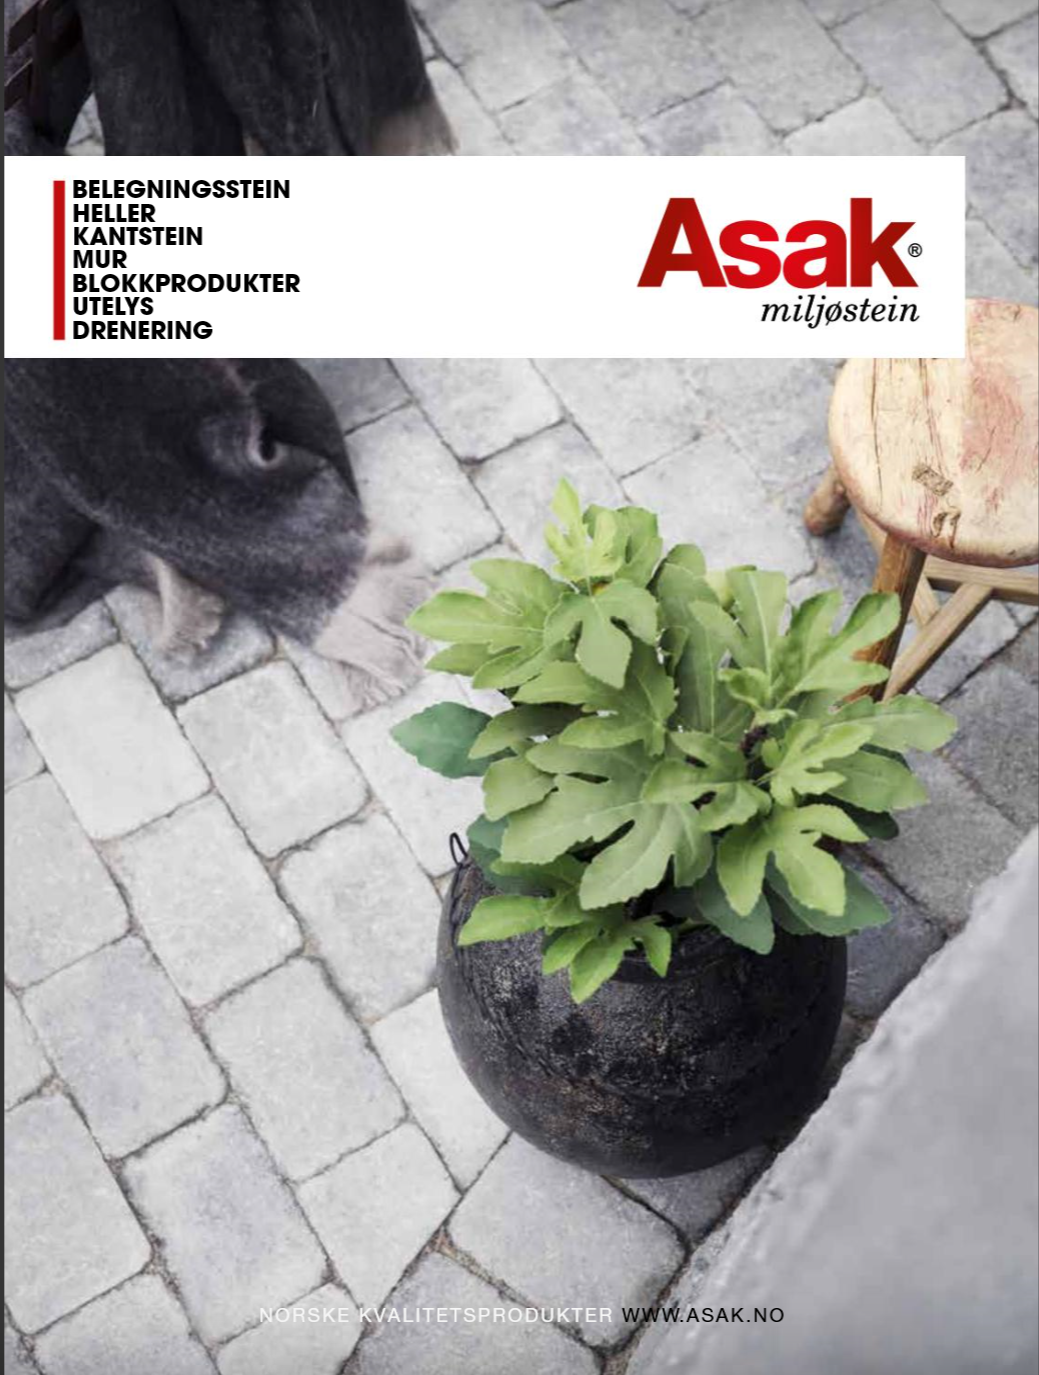 BELEGNINGSSTEIN
HELLER
KANTSTEIN
MUR
BLOKKPRODUKTER
UTELYS
DRENERING
Asak®
miljøstein
NORSKE KVALITETSPRODUKTER WWW.ASAK.NO